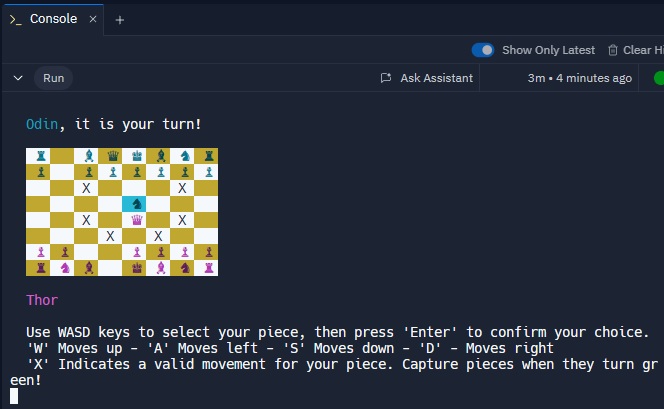 Console
Show Only Latest
Clear Hi
Run
Ask Assistant
3m • 4 minutes ago
Odin, it is your turn!
X X
X X
X X
Thor
Use WASD keys to select your piece, then press 'Enter' to confirm your choice.
'W' Moves up - 'A' Moves left - 'S' Moves down - 'D' - Moves right
'X' Indicates a valid movement for your piece. Capture pieces when they turn gr
een!